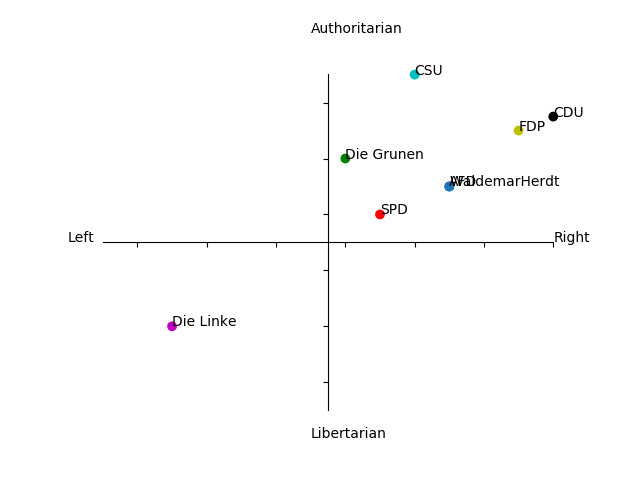 Authoritarian
CSU
CDU
FDP
Die Grunen
AFD
WaldemarHerdt
SPD
Left
Right
Die Linke
Libertarian